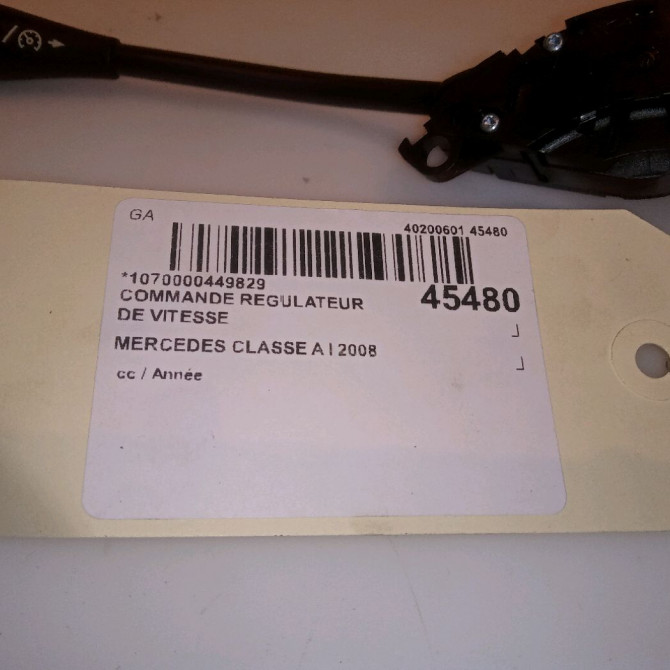 GA
40200601 45480
*1070000449829
45480
COMMANDE REGULATEUR
DE VITESSE
MERCEDES CLASSE A I 2008
cc / Année